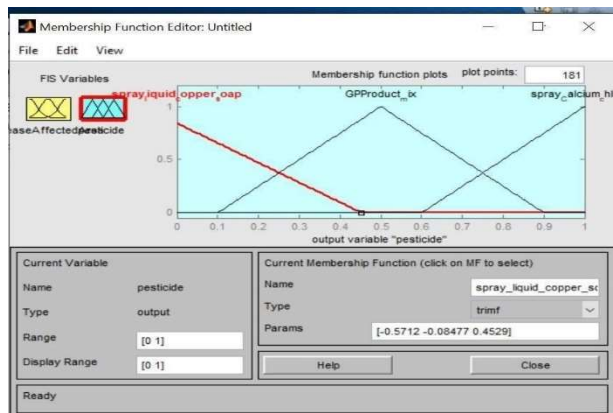 Membership Function Editor: Untitled
File Edit View
FIS Variables
Membership function plots plot points: 181
spray_liquid_copper_soap GPProduct_mix spray_Calcium_chl
1
0.5
0
0 0.1 0.2 0.3 0.4 0.5 0.6 0.7 0.8 0.9 1
output variable "pesticide"
Current Variable
Name pesticide
Type output
Range [0 1]
Display Range [0 1]
Current Membership Function (click on MF to select)
Name spray_liquid_copper_so
Type trimf
Params [-0.5712 -0.08477 0.4529]
Help Close
Ready